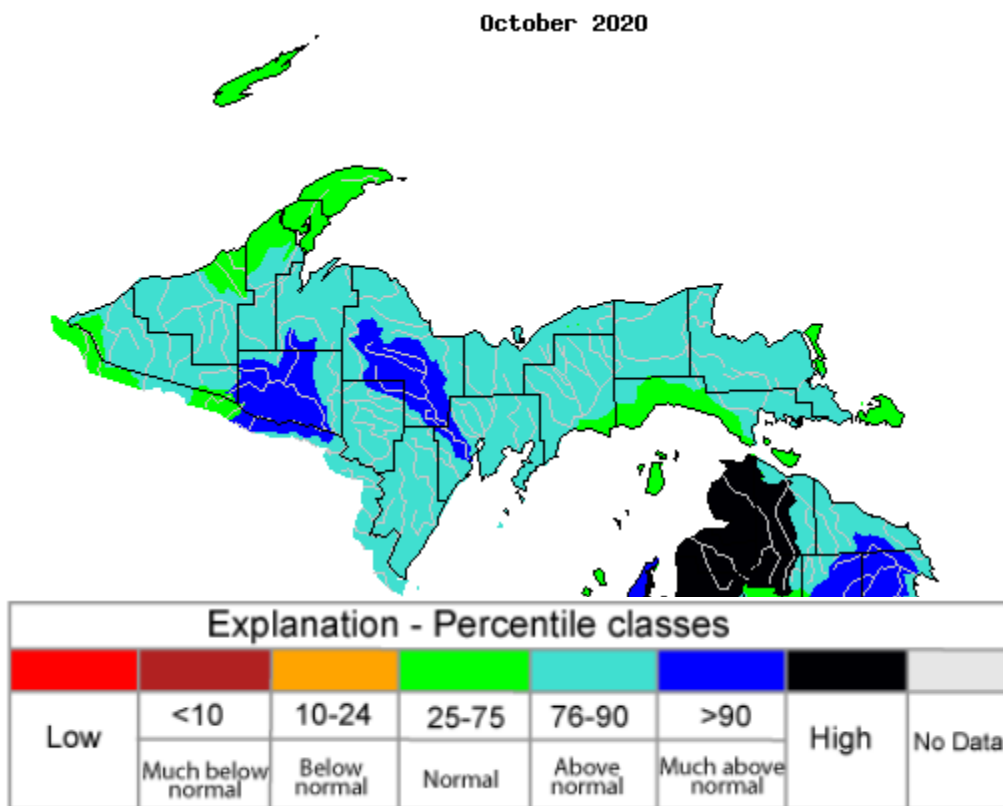 October 2020
Explanation - Percentile classes
Low
<10
10-24
25-75
76-90
>90
High
No Data
Much below
normal
Below
normal
Normal
Above
normal
Much above
normal